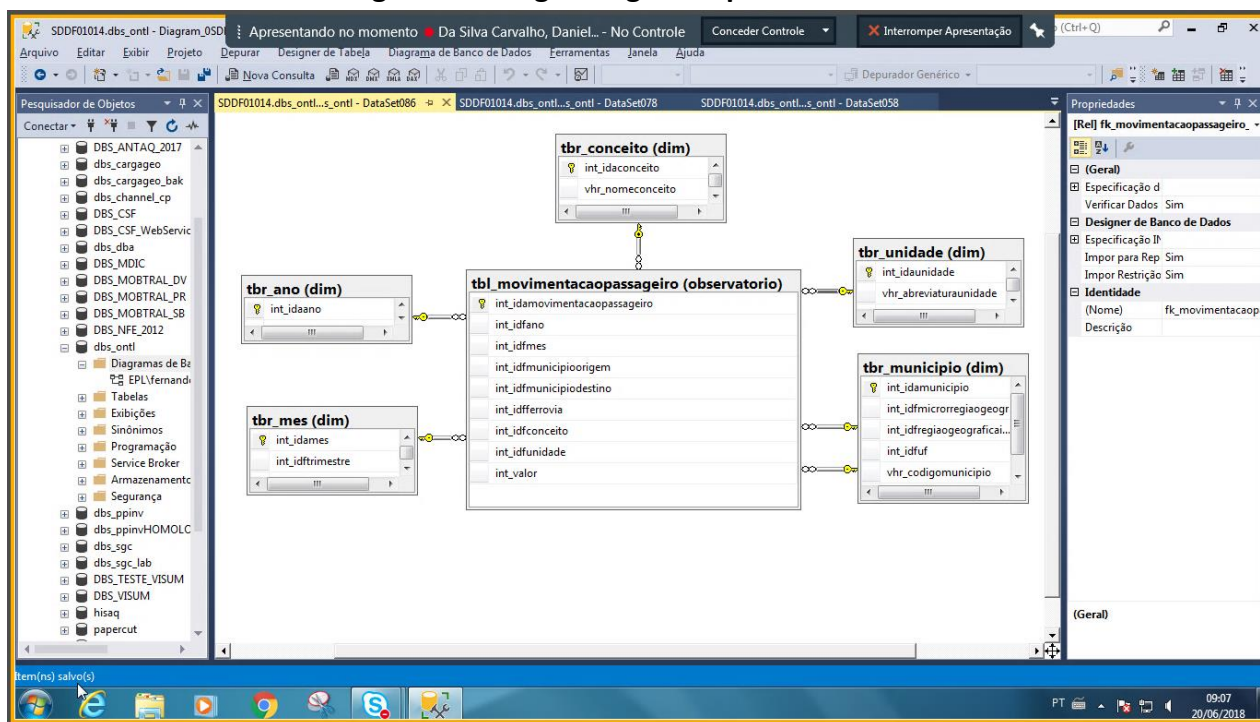 SDDF01014.dbs_ontl - Diagram_0SD
Apresentando no momento Da Silva Carvalho, Daniel... - No Controle
Conceder Controle
Interromper Apresentação
(Ctrl+Q)
Arquivo Editar Exibir Projeto Depurar Designer de Tabela Diagrama de Banco de Dados Ferramentas Janela Ajuda
Nova Consulta
Depurador Genérico
Pesquisador de Objetos
SDDF01014.dbs_ontl...s_ontl - DataSet086
SDDF01014.dbs_ontl...s_ontl - DataSet078
SDDF01014.dbs_ontl...s_ontl - DataSet058
Conectar
DBS_ANTAQ_2017
dbs_cargageo
dbs_cargageo_bak
dbs_channel_cp
DBS_CSF
DBS_CSF_WebServic
dbs_dba
DBS_MDIC
DBS_MOBTRAL_DV
DBS_MOBTRAL_PR
DBS_MOBTRAL_SB
DBS_NFE_2012
dbs_ontl
Diagramas de Ba
EPL\fernand
Tabelas
Exibições
Sinônimos
Programação
Service Broker
Armazenamento
Segurança
dbs_ppinv
dbs_ppinvHOMOLC
dbs_sgc
dbs_sgc_lab
DBS_TESTE_VISUM
DBS_VISUM
hisaq
papercut
tbr_conceito (dim)
int_idaconceito
vhr_nomeconceito
tbr_ano (dim)
int_idaano
tbr_mes (dim)
int_idames
int_idftrimestre
tbl_movimentacaopassageiro (observatorio)
int_idamovimentacaopassageiro
int_idfano
int_idfmes
int_idfmunicipioorigem
int_idfmunicipiodestino
int_idfferrovia
int_idfconceito
int_idfunidade
int_valor
tbr_unidade (dim)
int_idaunidade
vhr_abreviaturaunidade
tbr_municipio (dim)
int_idamunicipio
int_idfmicrorregiaogeogr
int_idfregiaogeograficai...
int_idfuf
vhr_codigomunicipio
Propriedades
[Rel] fk_movimentacaopassageiro_
(Geral)
Especificação d
Verificar Dados Sim
Designer de Banco de Dados
Especificação IN
Impor para Rep Sim
Impor Restrição Sim
Identidade
(Nome) fk_movimentacaop
Descrição
(Geral)
Item(ns) salvo(s)
PT
09:07
20/06/2018